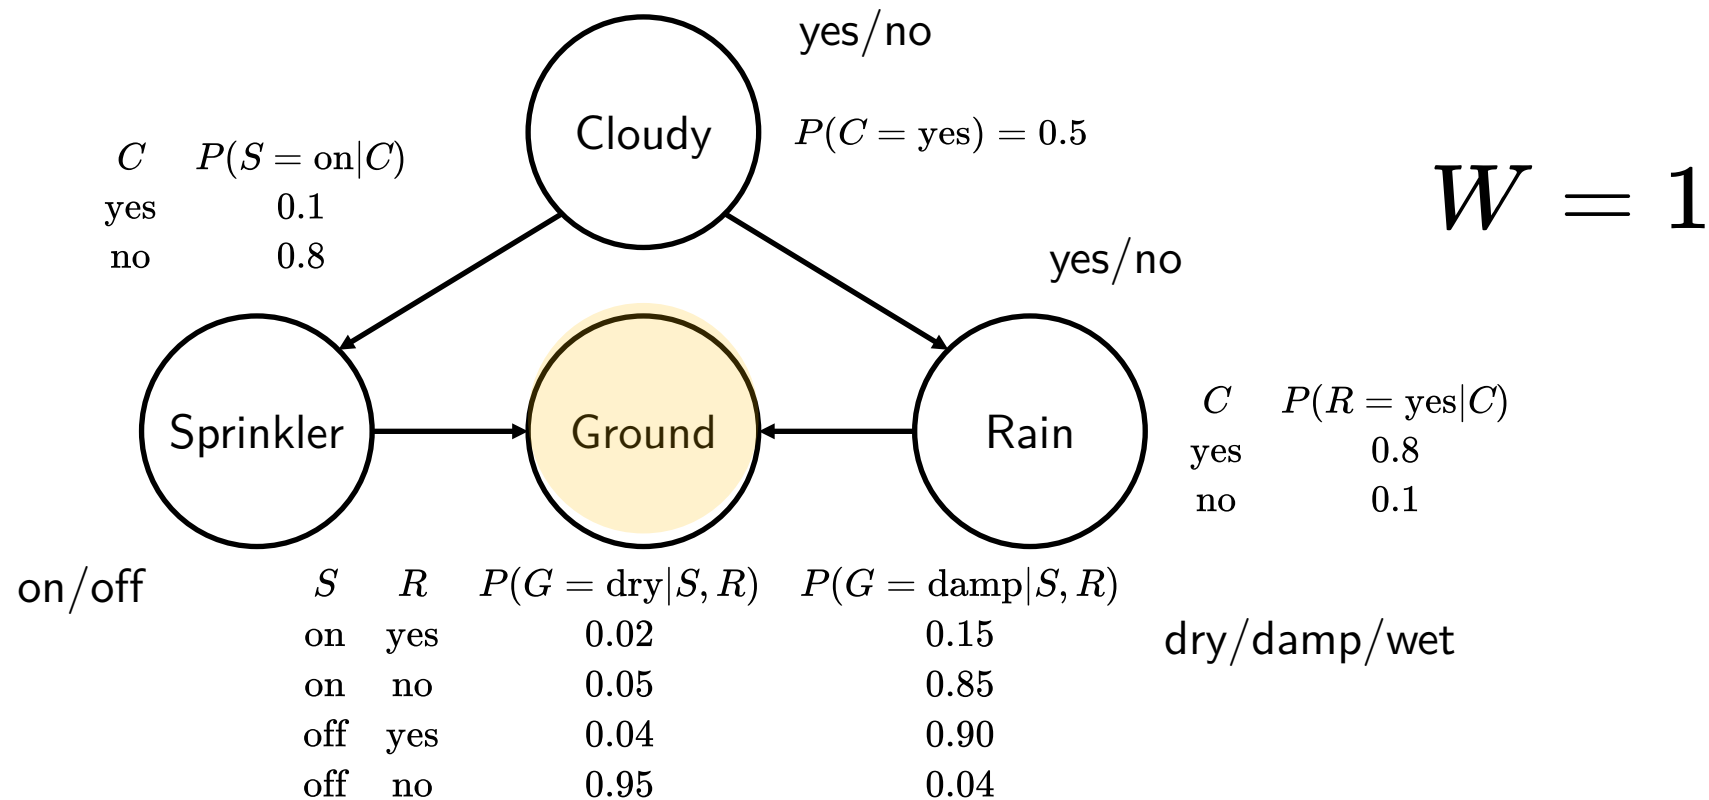 yes/no
Cloudy
P(C = yes) = 0.5
W = 1
C P(S = on|C)
yes 0.1
no 0.8
yes/no
Sprinkler
Ground
Rain
C P(R = yes|C)
yes 0.8
no 0.1
on/off
S R P(G = dry|S, R) P(G = damp|S, R)
on yes 0.02 0.15
on no 0.05 0.85
off yes 0.04 0.90
off no 0.95 0.04
dry/damp/wet